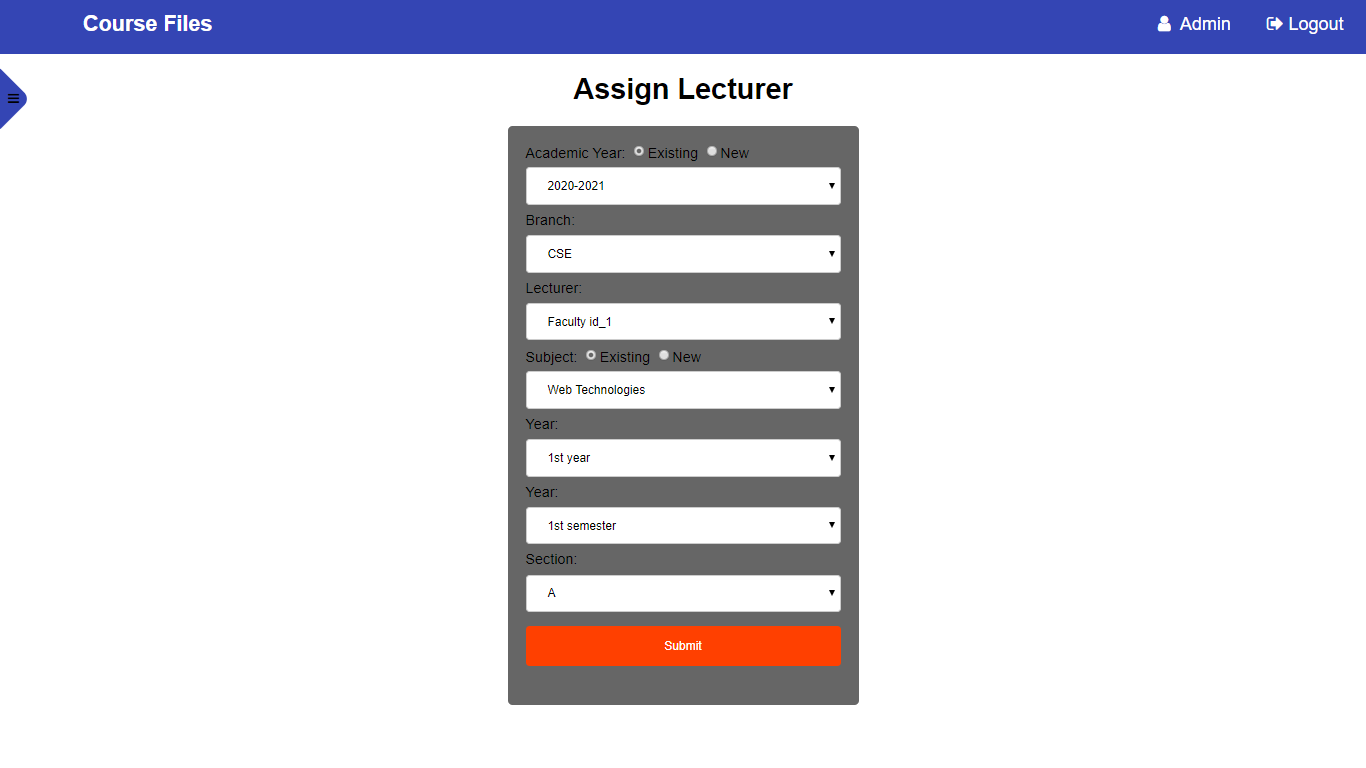 Course Files
Admin
Logout
Assign Lecturer
Academic Year: Existing New
2020-2021
Branch:
CSE
Lecturer:
Faculty id_1
Subject: Existing New
Web Technologies
Year:
1st year
Year:
1st semester
Section:
A
Submit